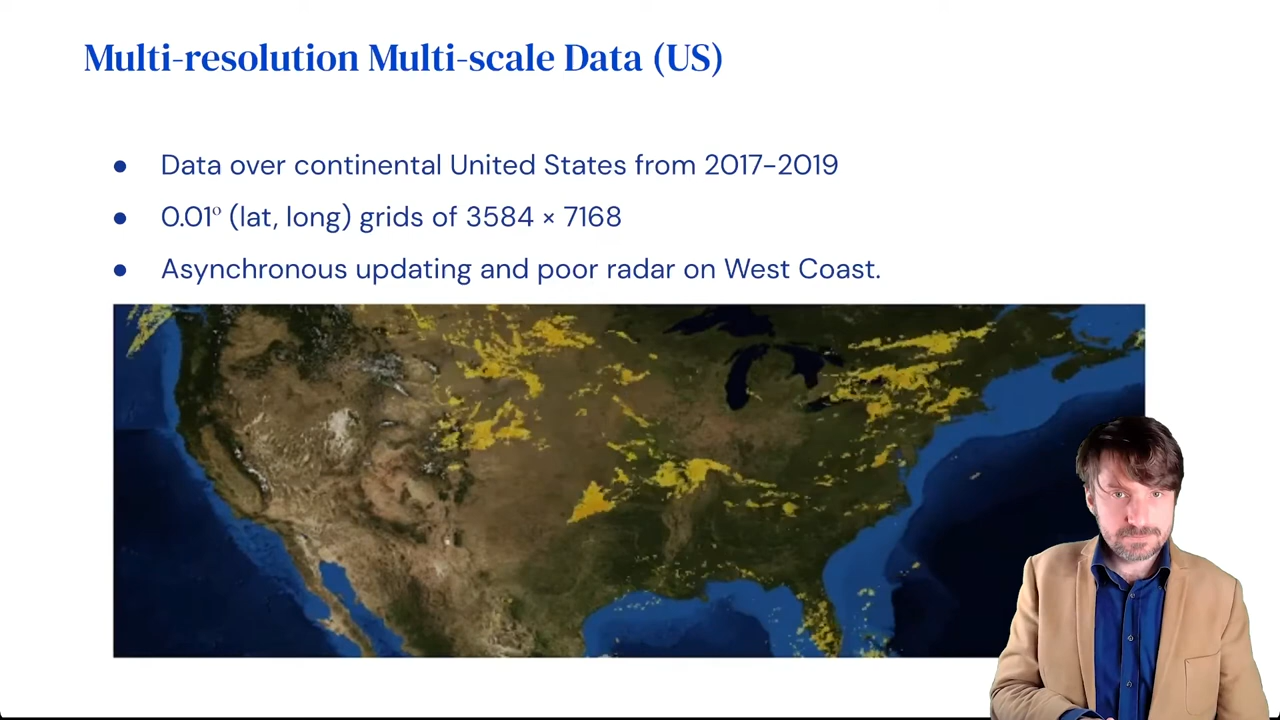 Multi-resolution Multi-scale Data (US)
● Data over continental United States from 2017-2019
● 0.01º (lat, long) grids of 3584 × 7168
● Asynchronous updating and poor radar on West Coast.